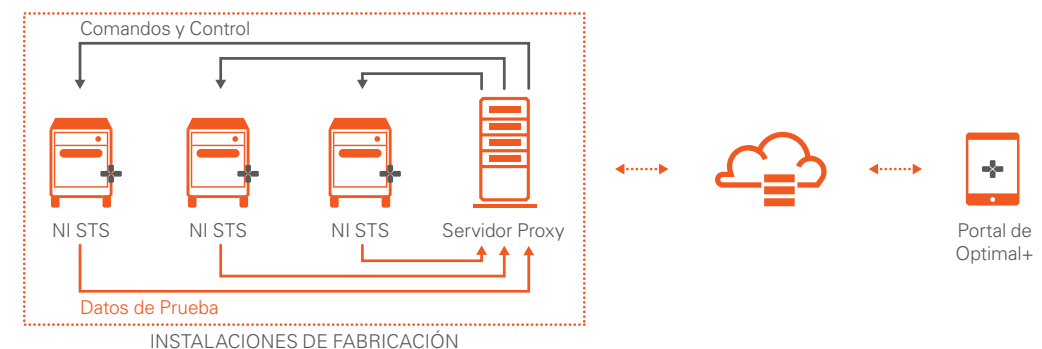 Comandos y Control
NI STS
NI STS
NI STS
Servidor Proxy
Portal de
Optimal+
Datos de Prueba
INSTALACIONES DE FABRICACIÓN